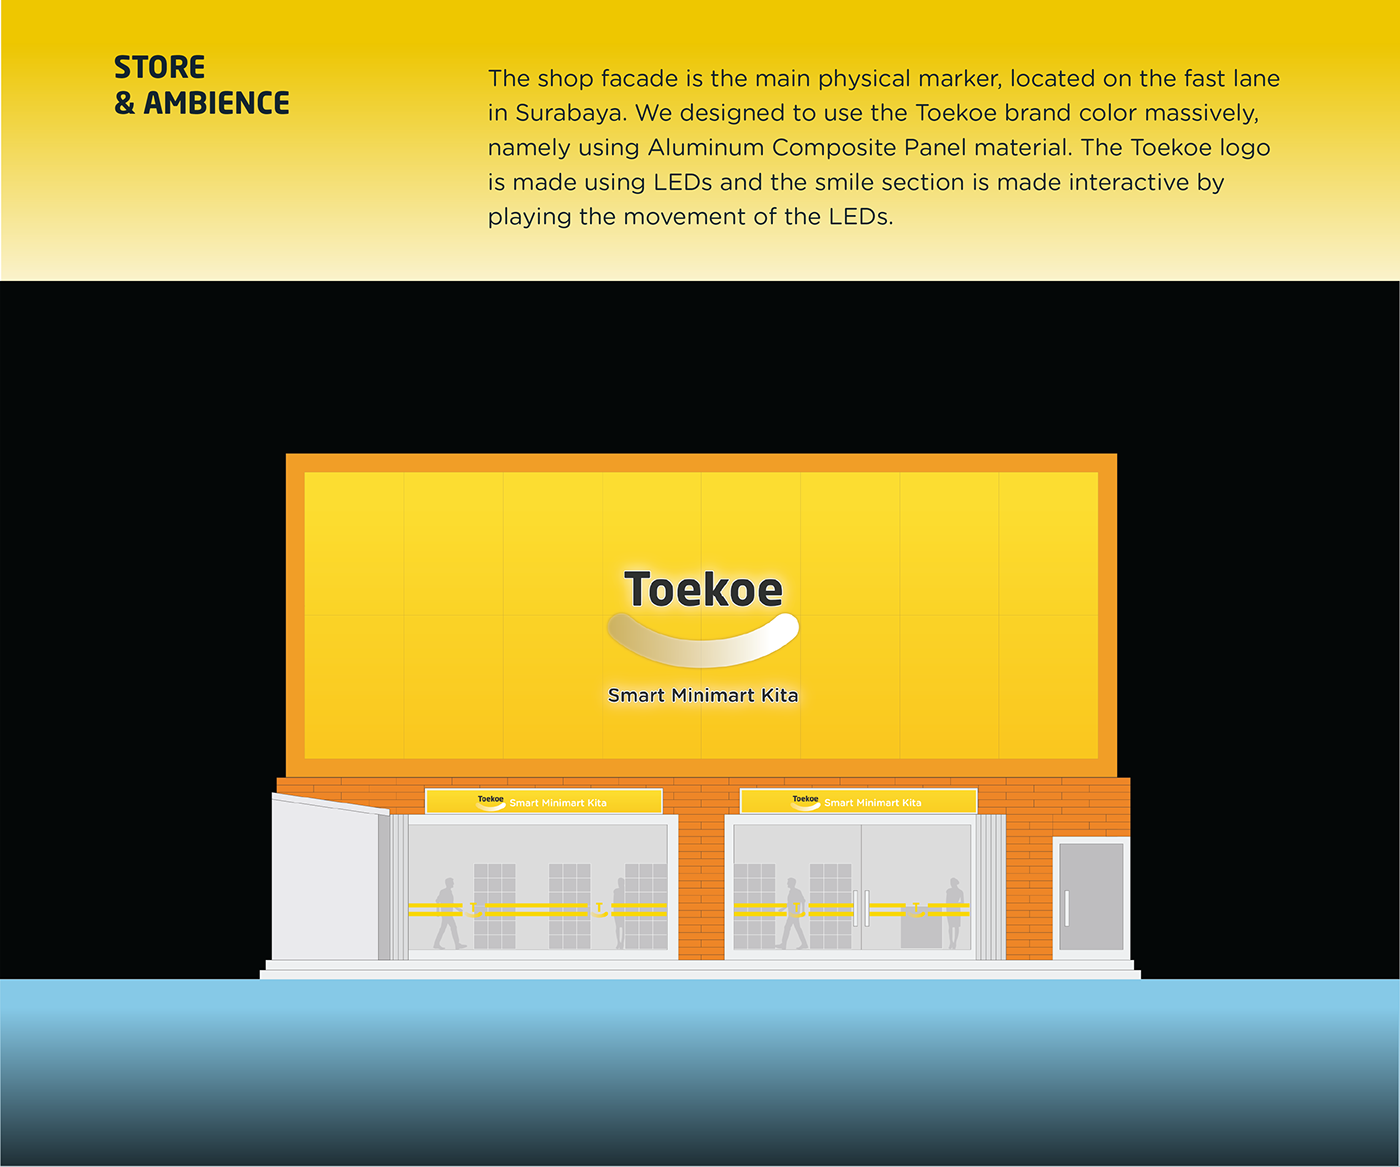 STORE
& AMBIENCE
The shop facade is the main physical marker, located on the fast lane
in Surabaya. We designed to use the Toekoe brand color massively,
namely using Aluminum Composite Panel material. The Toekoe logo
is made using LEDs and the smile section is made interactive by
playing the movement of the LEDs.
Toekoe
Smart Minimart Kita
Toekoe Smart Minimart Kita
Toekoe Smart Minimart Kita
T
T
T
T